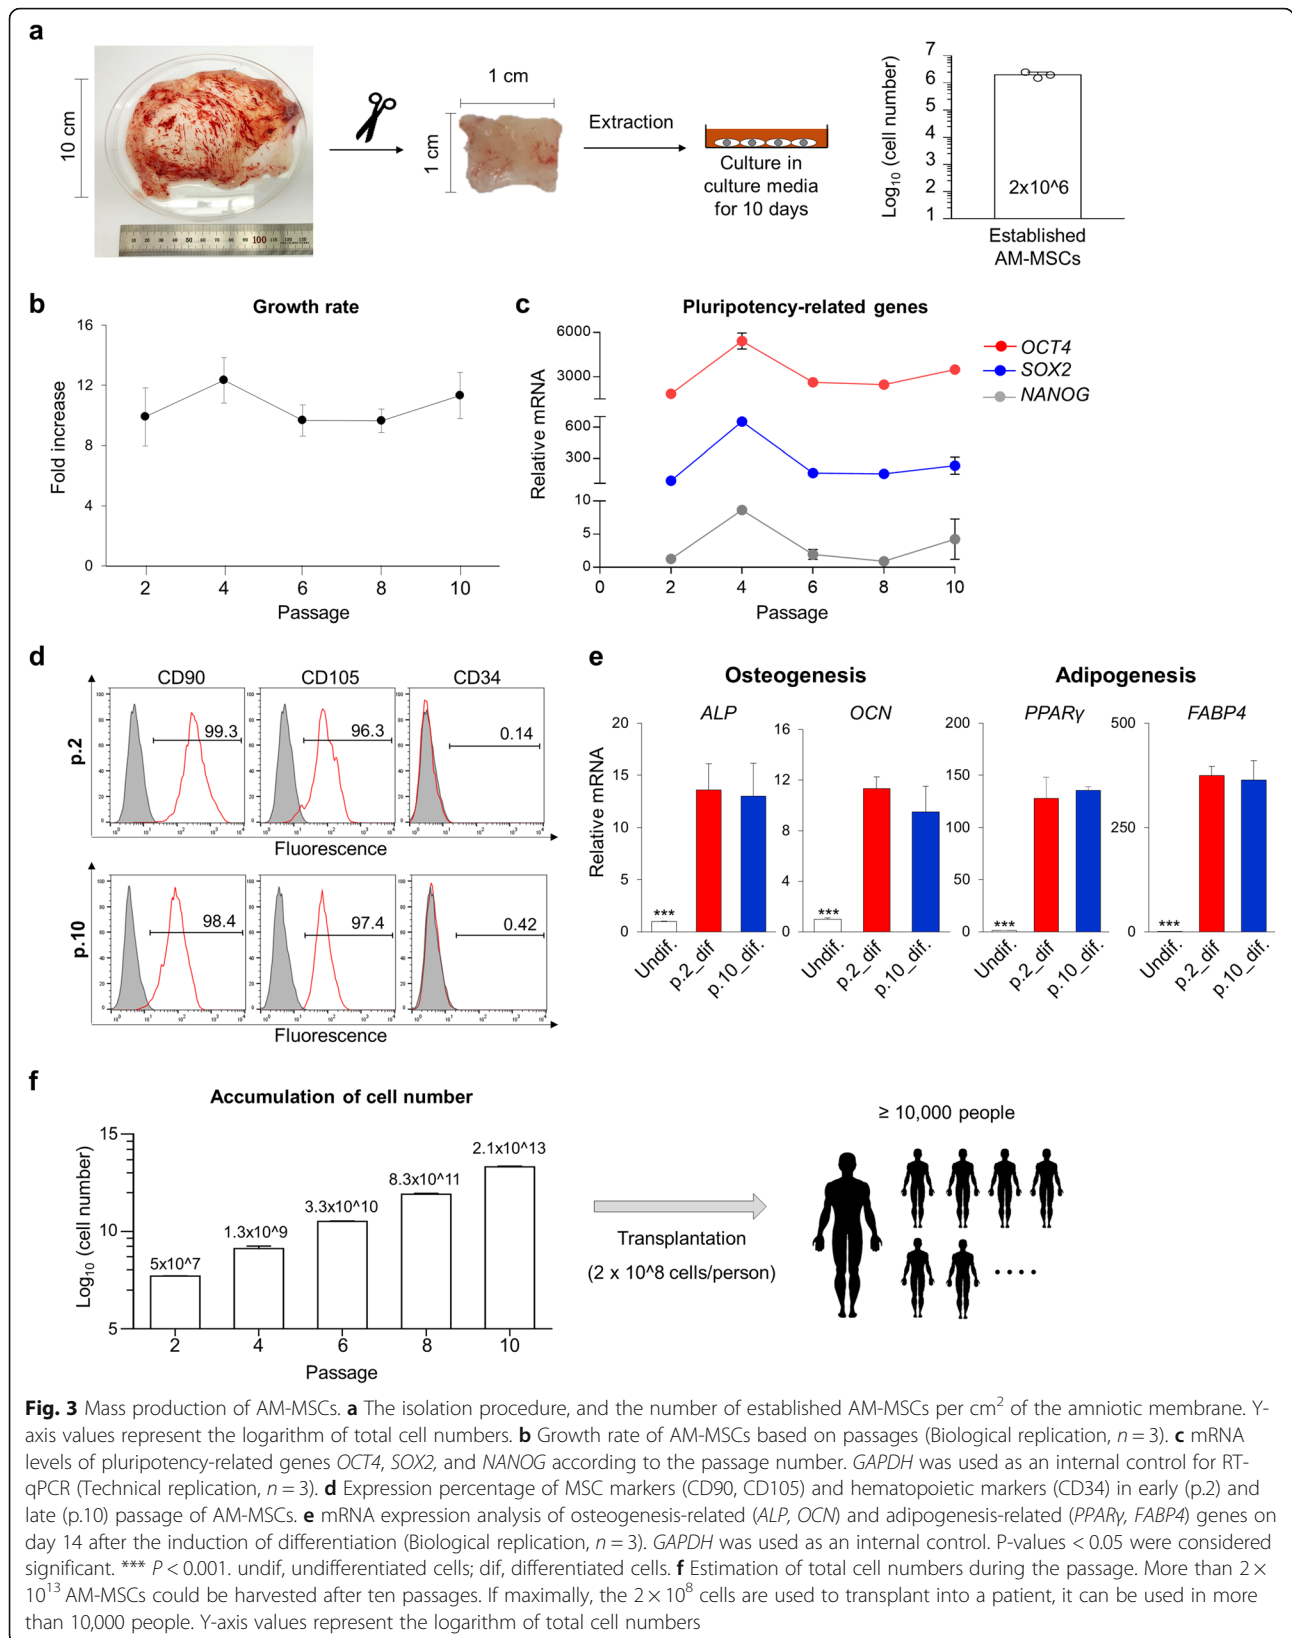 a
10 cm
1 cm
1 cm
Extraction
Culture in
culture media
for 10 days
Log10 (cell number)
7
6
5
4
3
2
1
2x10^6
Established
AM-MSCs
b
Growth rate
Fold increase
16
12
8
4
0
2 4 6 8 10
Passage
c
Pluripotency-related genes
Relative mRNA
6000
3000
600
300
10
5
0
0 2 4 6 8 10
Passage
OCT4
SOX2
NANOG
d
CD90 CD105 CD34
p.2
99.3 96.3 0.14
Fluorescence
p.10
98.4 97.4 0.42
Fluorescence
e
Osteogenesis Adipogenesis
ALP OCN PPARγ FABP4
Relative mRNA
20
15
10
5
0
***
Undif. p.2_dif p.10_dif.
16
12
8
4
0
***
Undif. p.2_dif p.10_dif.
200
150
100
50
0
***
Undif. p.2_dif p.10_dif.
500
250
0
***
Undif. p.2_dif p.10_dif.
f
Accumulation of cell number
Log10 (cell number)
15
10
5
5x10^7
1.3x10^9
3.3x10^10
8.3x10^11
2.1x10^13
2 4 6 8 10
Passage
Transplantation
(2 x 10^8 cells/person)
≥ 10,000 people
Fig. 3 Mass production of AM-MSCs. a The isolation procedure, and the number of established AM-MSCs per cm² of the amniotic membrane. Y-
axis values represent the logarithm of total cell numbers. b Growth rate of AM-MSCs based on passages (Biological replication, n = 3). c mRNA
levels of pluripotency-related genes OCT4, SOX2, and NANOG according to the passage number. GAPDH was used as an internal control for RT-
qPCR (Technical replication, n = 3). d Expression percentage of MSC markers (CD90, CD105) and hematopoietic markers (CD34) in early (p.2) and
late (p.10) passage of AM-MSCs. e mRNA expression analysis of osteogenesis-related (ALP, OCN) and adipogenesis-related (PPARγ, FABP4) genes on
day 14 after the induction of differentiation (Biological replication, n = 3). GAPDH was used as an internal control. P-values < 0.05 were considered
significant. *** P < 0.001. undif, undifferentiated cells; dif, differentiated cells. f Estimation of total cell numbers during the passage. More than 2 ×
10¹³ AM-MSCs could be harvested after ten passages. If maximally, the 2 × 10⁸ cells are used to transplant into a patient, it can be used in more
than 10,000 people. Y-axis values represent the logarithm of total cell numbers